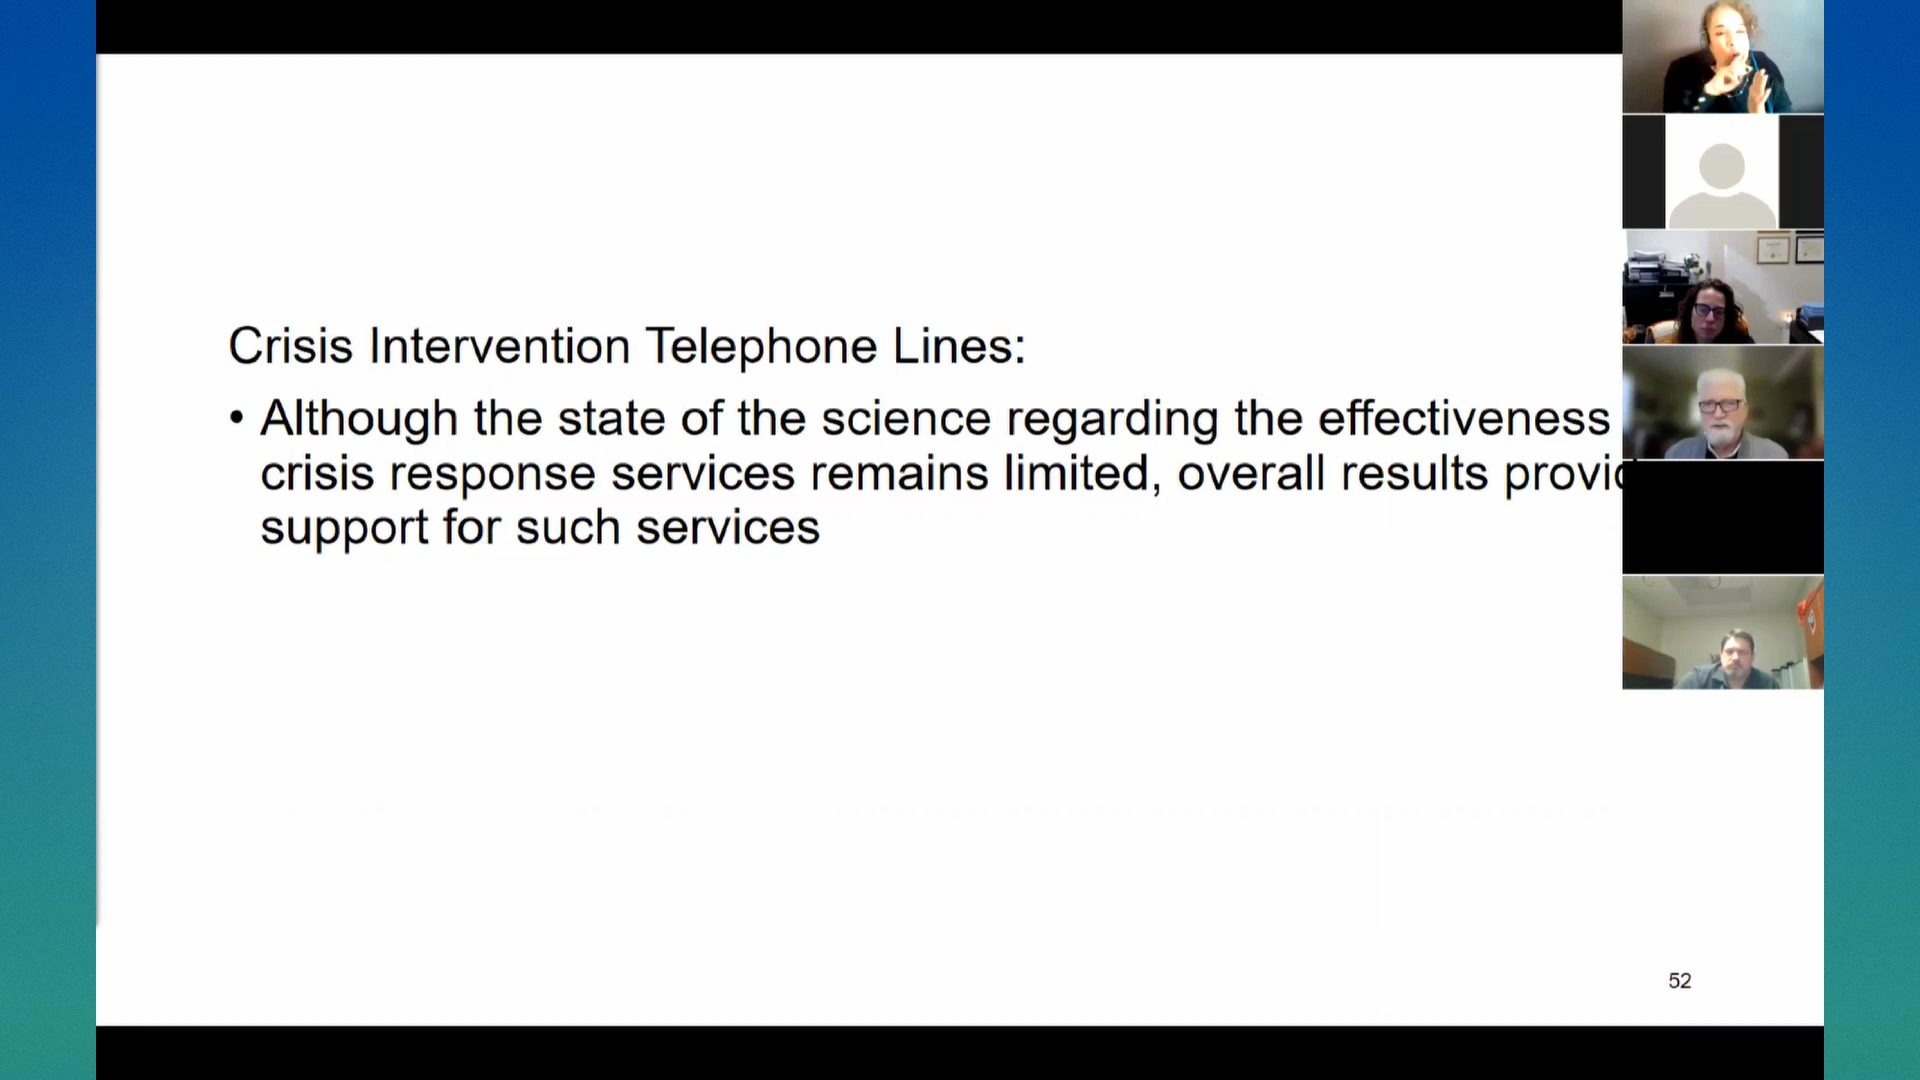 Crisis Intervention Telephone Lines:
• Although the state of the science regarding the effectiveness
crisis response services remains limited, overall results
support for such services
52